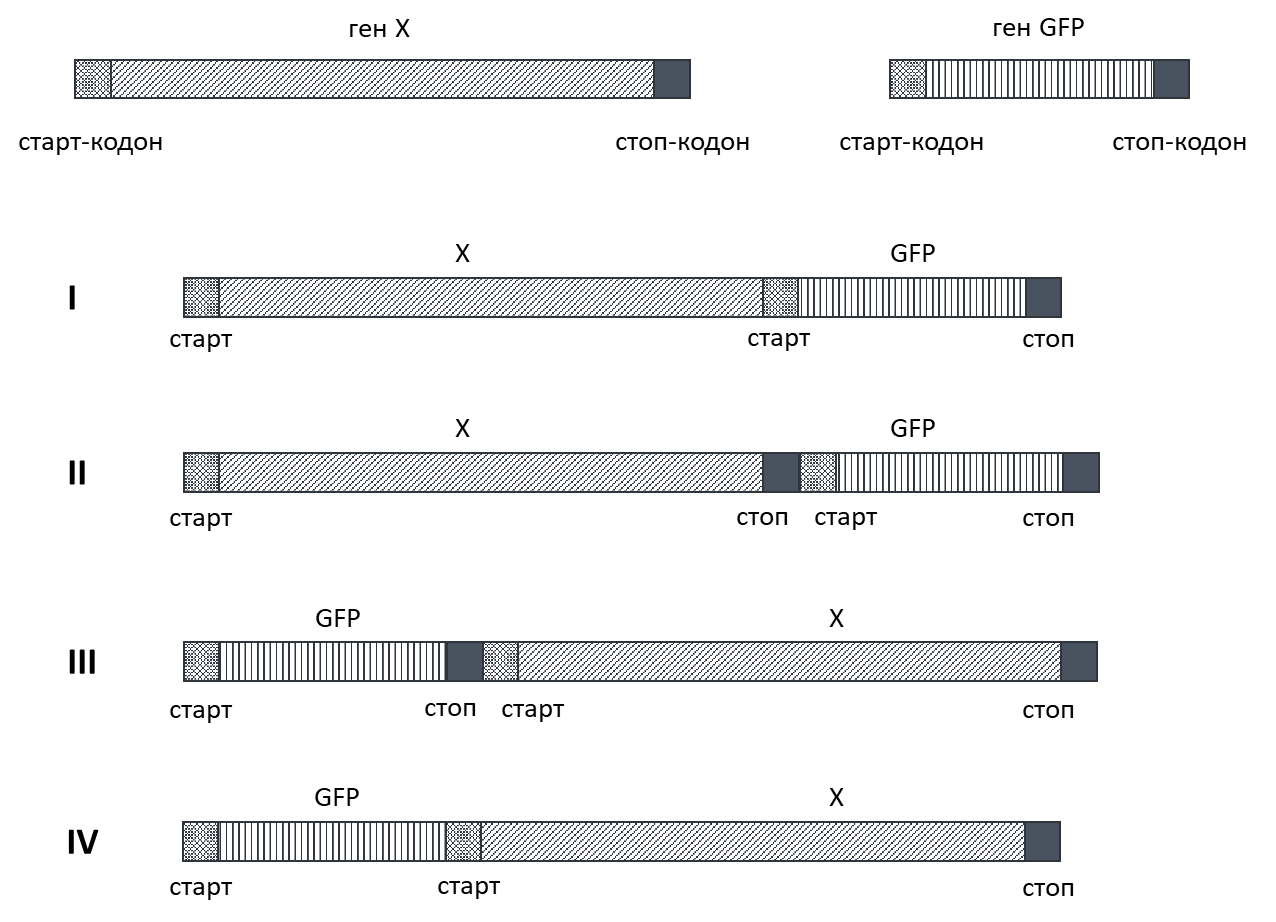 ген X
ген GFP
старт-кодон
стоп-кодон
старт-кодон
стоп-кодон
X
GFP
I
старт
старт
стоп
X
GFP
II
старт
стоп
старт
стоп
GFP
X
III
старт
стоп
старт
стоп
GFP
X
IV
старт
старт
стоп